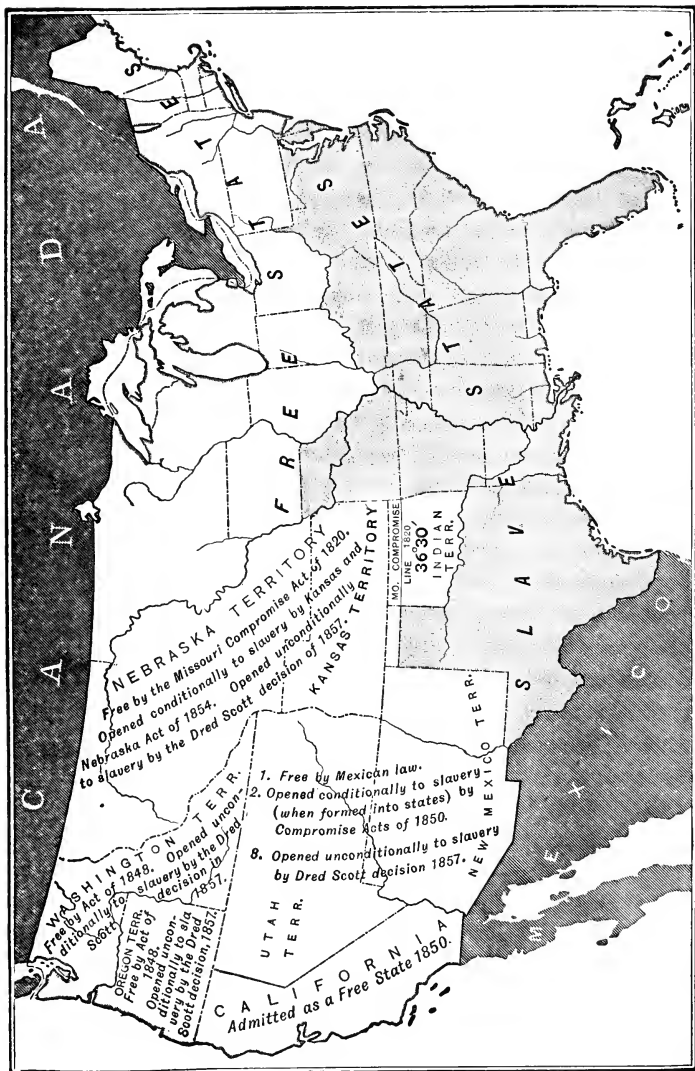 CANADA
FREE STATES
SLAVE STATES
WASHINGTON TERR.
Free by Act of 1848. Opened uncon-
ditionally to slavery by the Dred
Scott decision in
1857.
OREGON TERR.
Free by Act of
1848.
Opened uncon-
ditionally to sla
very by the Dred
Scott decision, 1857.
NEBRASKA TERRITORY
Free by the Missouri Compromise Act of 1820.
Opened conditionally to slavery by Kansas and
Nebraska Act of 1854. Opened unconditionally
to slavery by the Dred Scott decision of 1857.
KANSAS TERRITORY
UTAH
TERR.
1. Free by Mexican law.
2. Opened conditionally to slavery
(when formed into states) by
Compromise Acts of 1850.
8. Opened unconditionally to slavery
by Dred Scott decision 1857.
NEW MEXICO TERR.
CALIFORNIA
Admitted as a Free State 1850.
MO. COMPROMISE
LINE 1820,
36°30'
INDIAN
TERR.
MEXICO